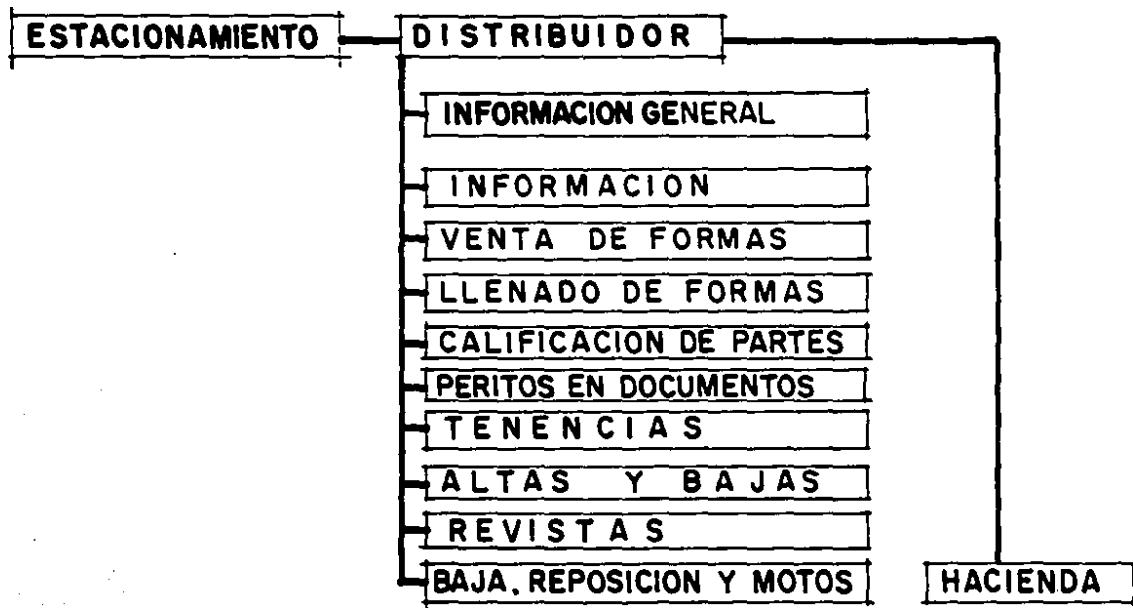 ESTACIONAMIENTO DISTRIBUIDOR
INFORMACION GENERAL
INFORMACION
VENTA DE FORMAS
LLENADO DE FORMAS
CALIFICACION DE PARTES
PERITOS EN DOCUMENTOS
TENENCIAS
ALTAS Y BAJAS
REVISTAS
BAJA, REPOSICION Y MOTOS HACIENDA